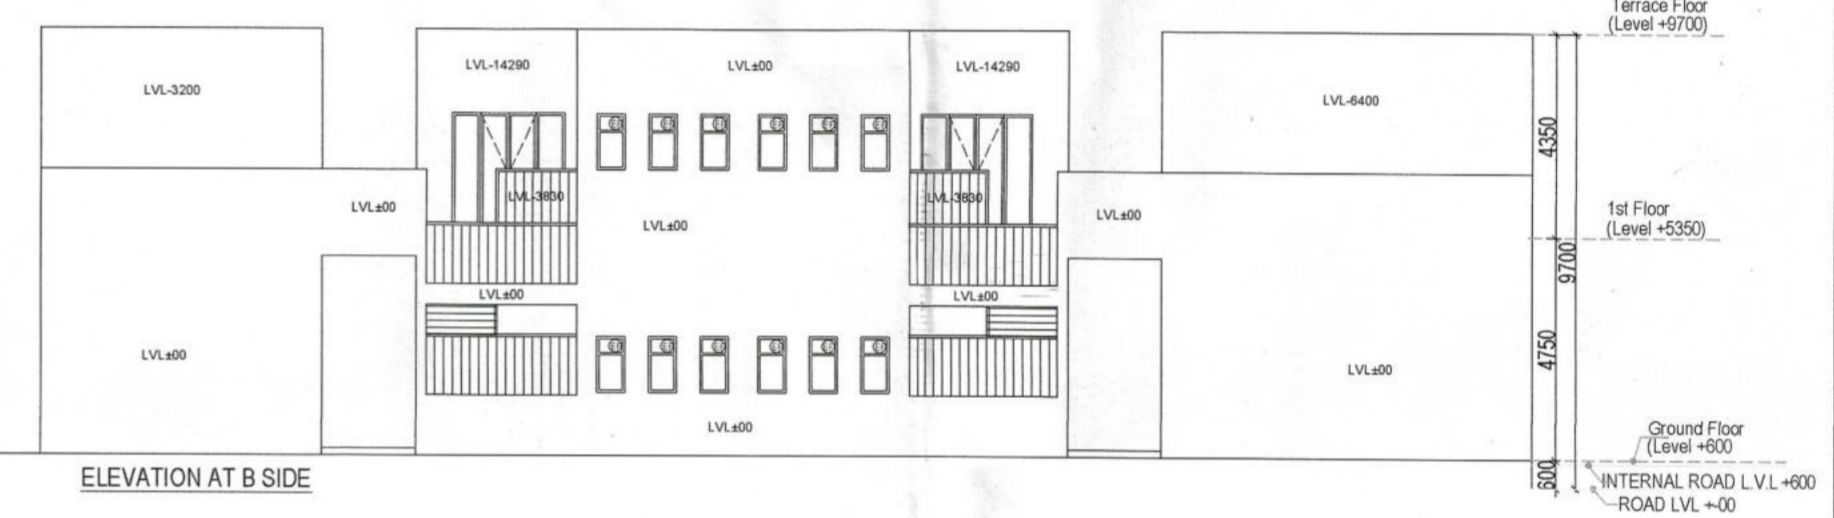 Terrace Floor
(Level +9700)
LVL-14290
LVL±00
LVL-14290
LVL-3200
LVL-6400
4350
LVL-3830
LVL-3830
LVL±00
LVL±00
LVL±00
1st Floor
(Level +5350)
9700
LVL±00
LVL±00
LVL±00
4750
LVL±00
LVL±00
Ground Floor
(Level +600
600
ELEVATION AT B SIDE
INTERNAL ROAD L.V.L +600
ROAD LVL +-00